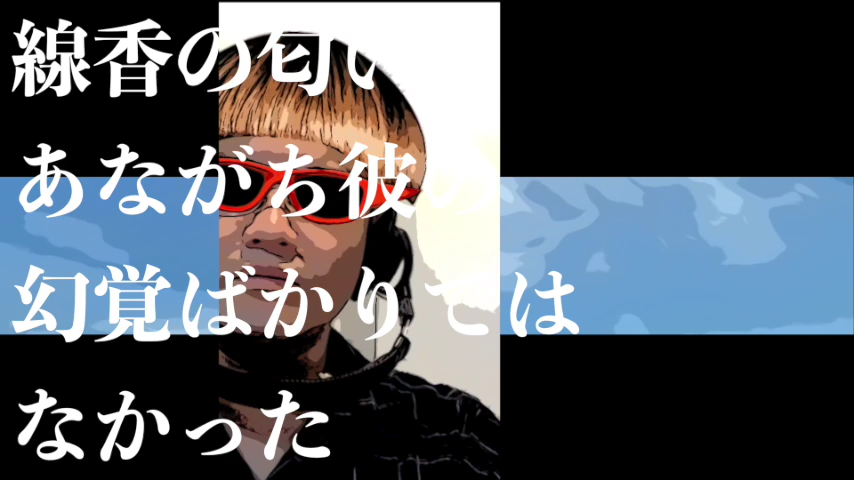 線香の匂い
あながち彼の
幻覚ばかりでは
なかった